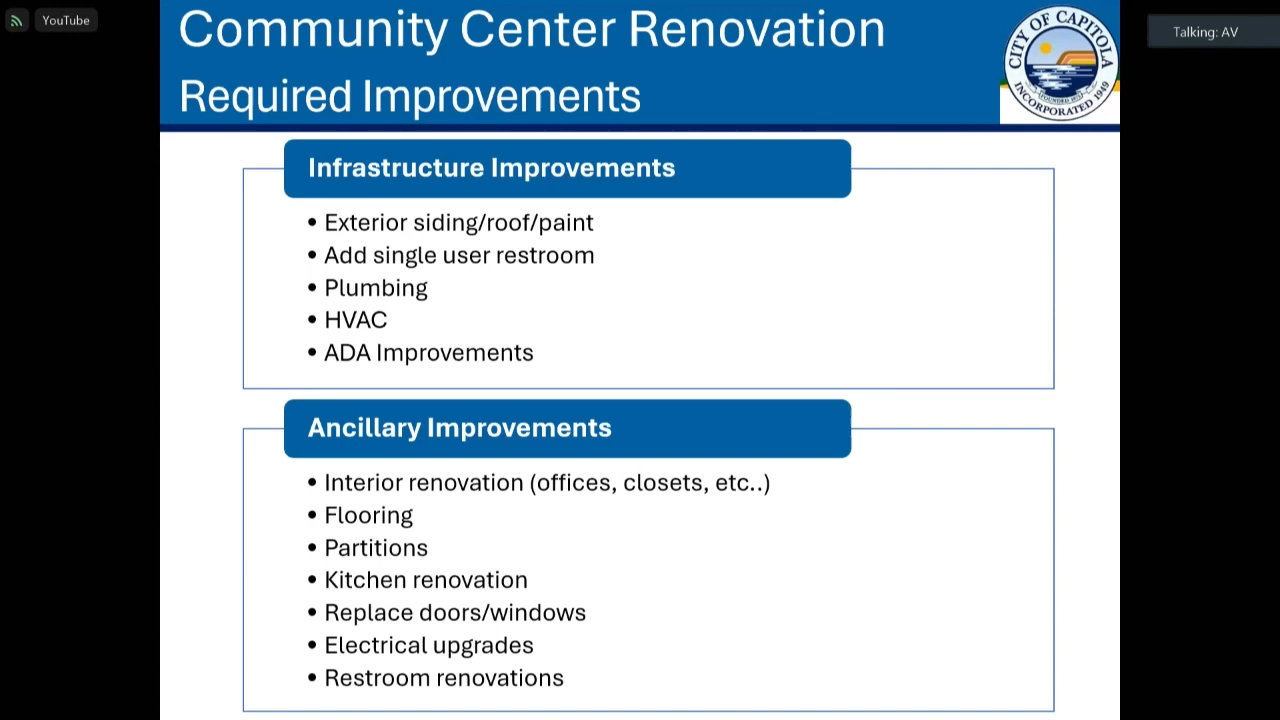 YouTube
Talking: AV
Community Center Renovation
Required Improvements
CITY OF CAPITOLA
FOUNDED 1874
INCORPORATED 1949
Infrastructure Improvements
• Exterior siding/roof/paint
• Add single user restroom
• Plumbing
• HVAC
• ADA Improvements
Ancillary Improvements
• Interior renovation (offices, closets, etc..)
• Flooring
• Partitions
• Kitchen renovation
• Replace doors/windows
• Electrical upgrades
• Restroom renovations